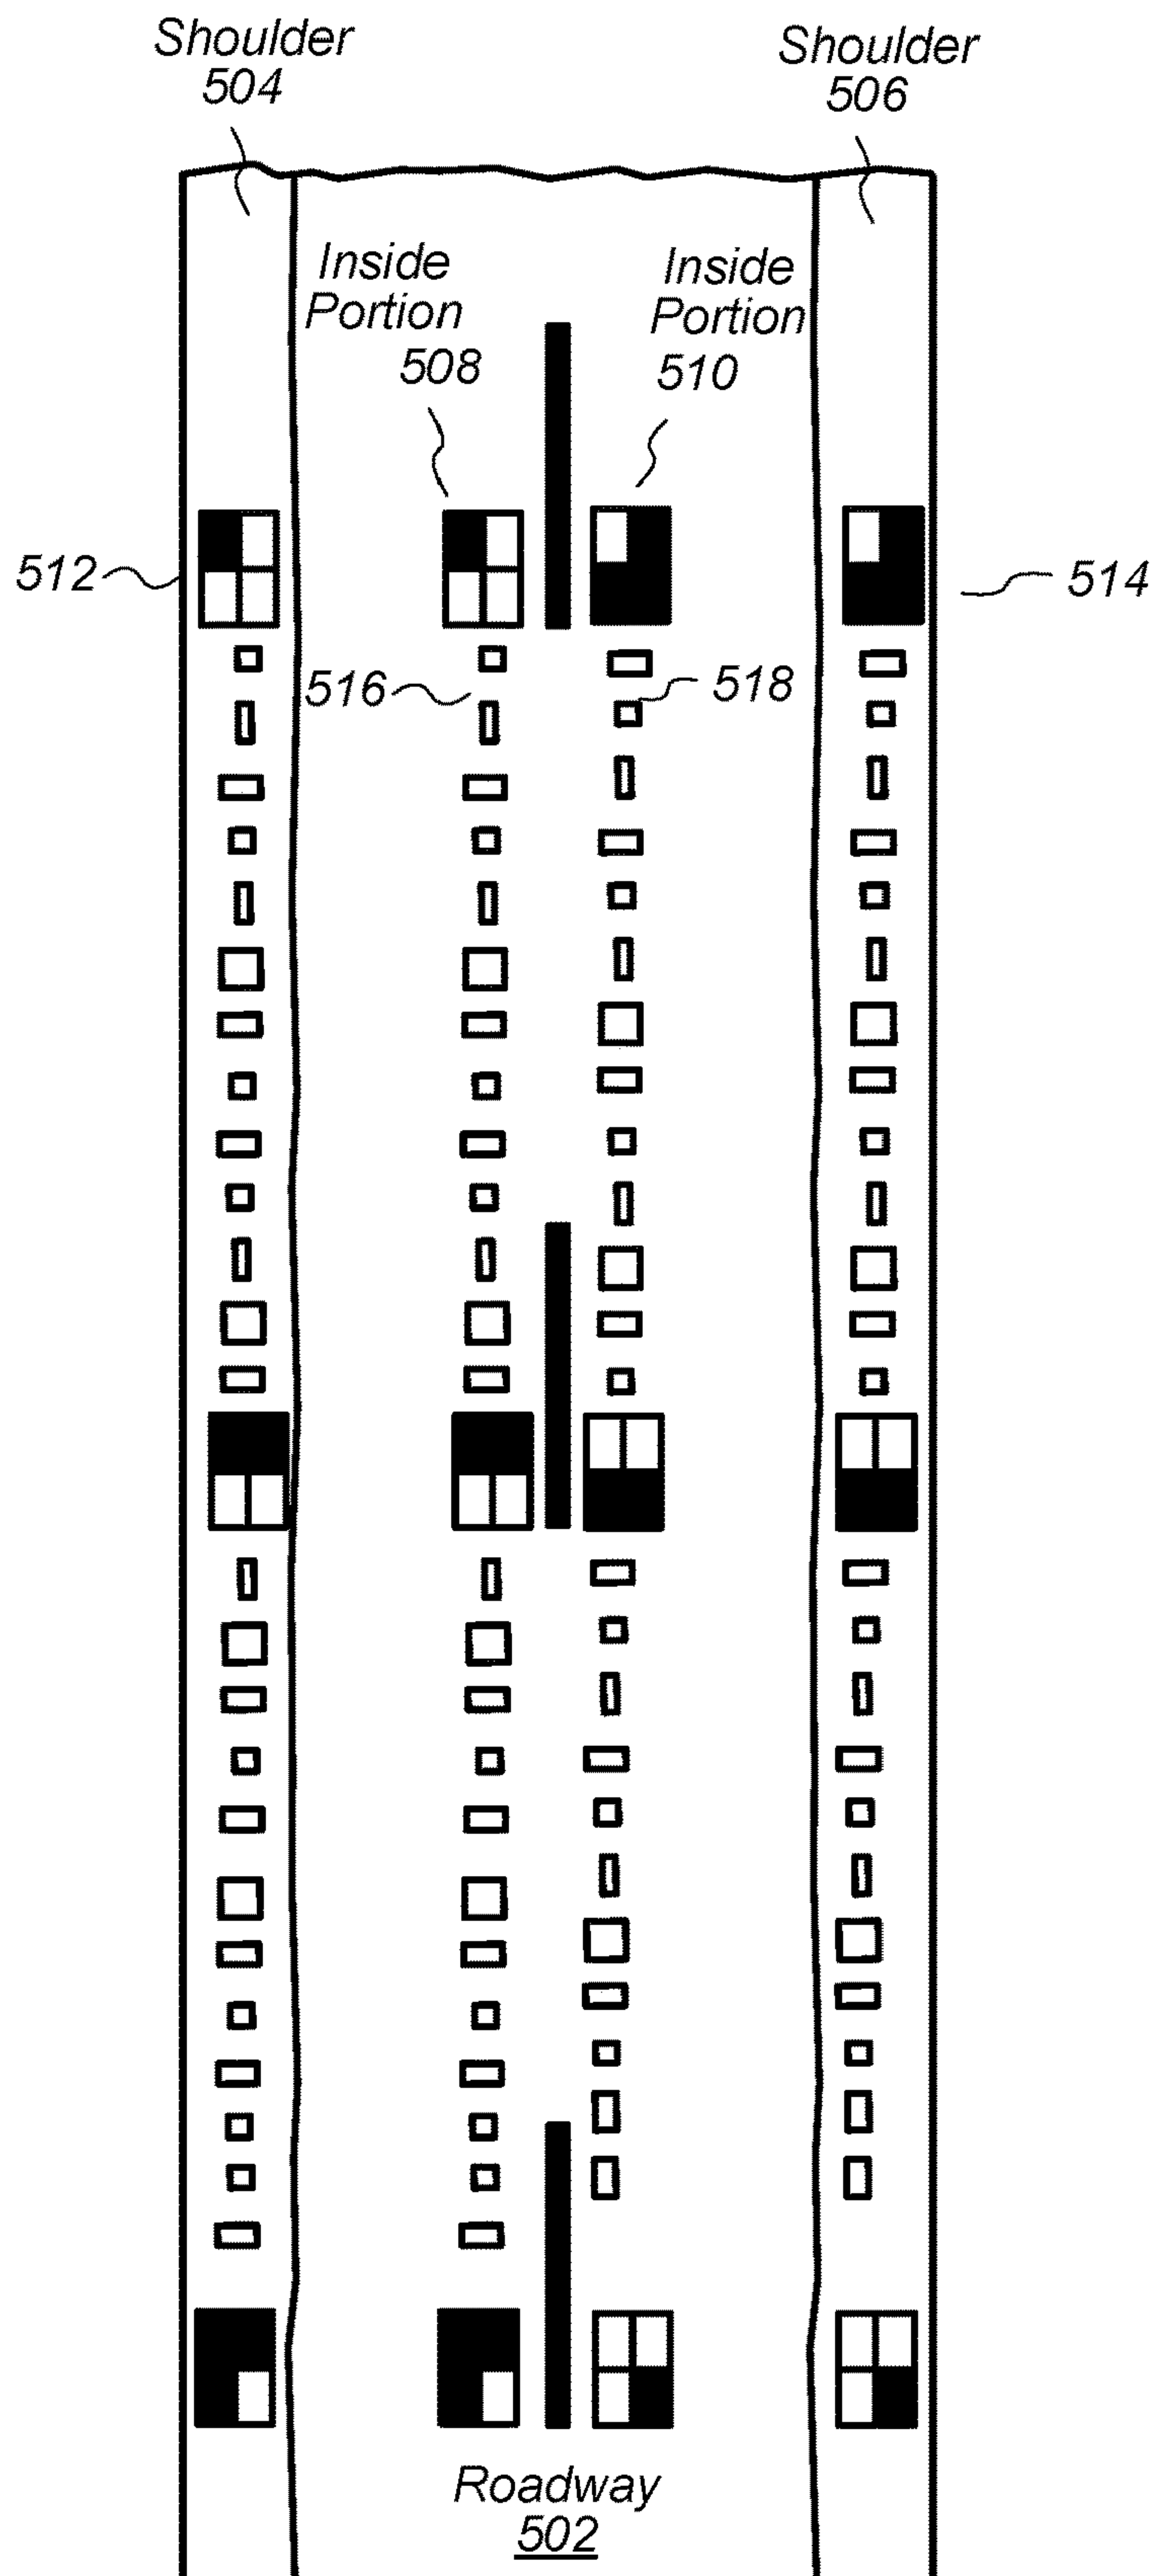 Shoulder
504
Shoulder
506
Inside
Portion
508
Inside
Portion
510
512
514
516
518
Roadway
502